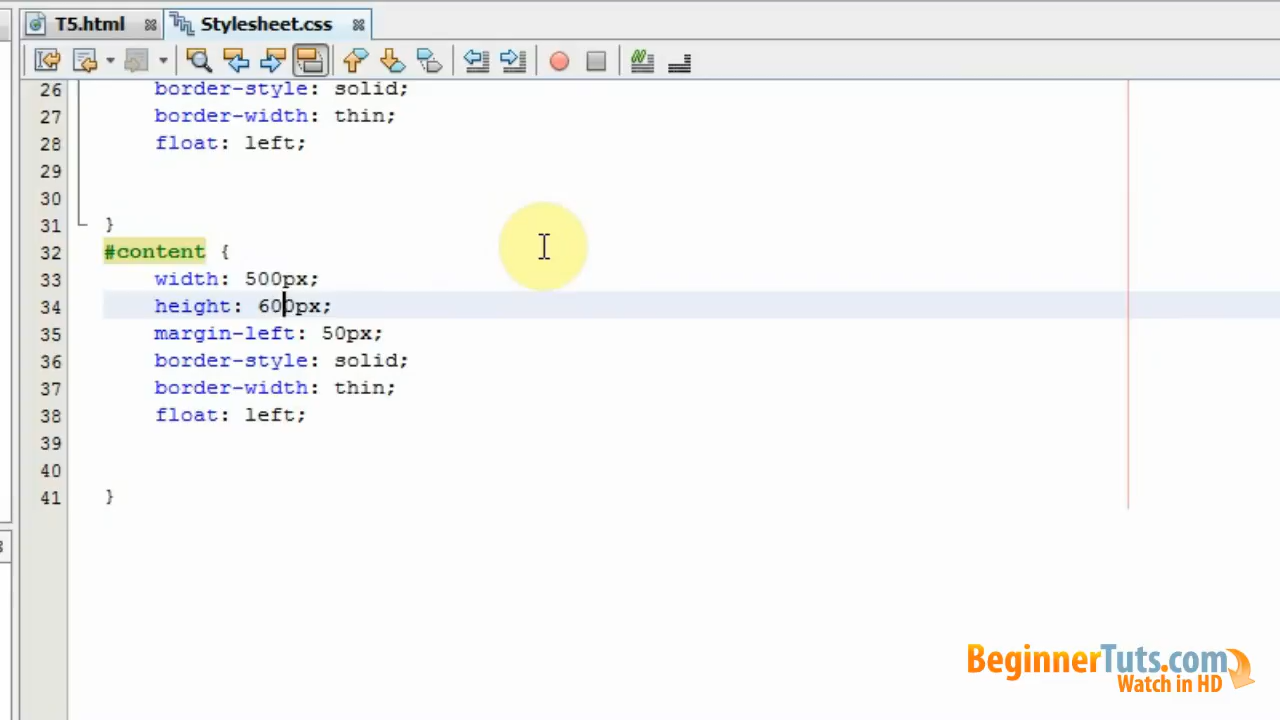 T5.html Stylesheet.css
26 border-style: solid;
27 border-width: thin;
28 float: left;
29
30
31 }
32 #content {
33 width: 500px;
34 height: 600px;
35 margin-left: 50px;
36 border-style: solid;
37 border-width: thin;
38 float: left;
39
40
41 }
BeginnerTuts.com
Watch in HD